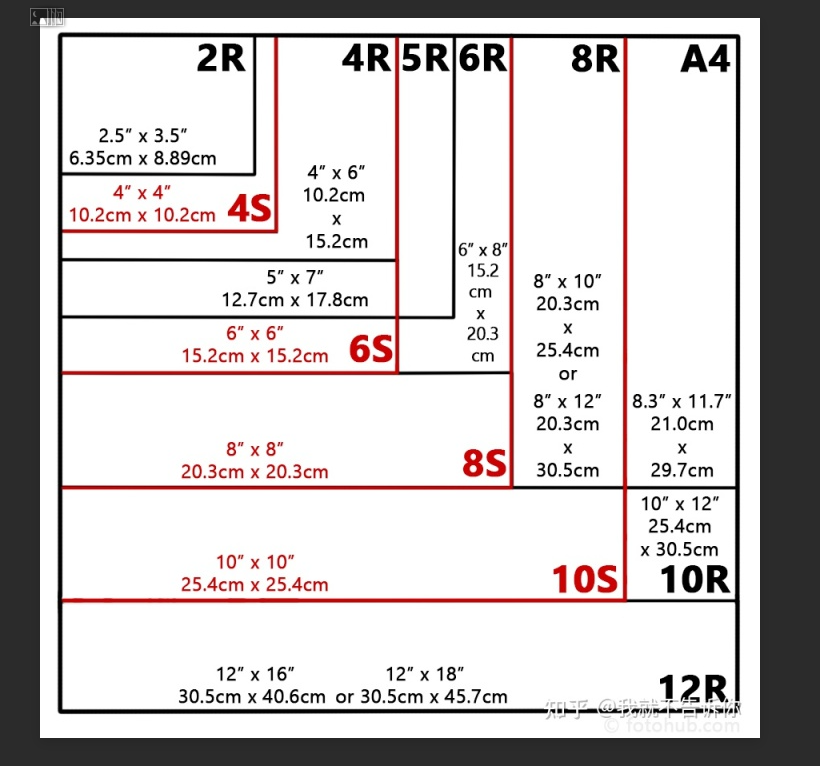 2R
4R
5R
6R
8R
A4
2.5” x 3.5”
6.35cm x 8.89cm
4” x 4”
10.2cm x 10.2cm
4S
4” x 6”
10.2cm
x
15.2cm
5” x 7”
12.7cm x 17.8cm
6” x 6”
15.2cm x 15.2cm
6S
6” x 8”
15.2
cm
x
20.3
cm
8” x 10”
20.3cm
x
25.4cm
or
8” x 12”
20.3cm
x
30.5cm
8.3” x 11.7”
21.0cm
x
29.7cm
8” x 8”
20.3cm x 20.3cm
8S
10” x 12”
25.4cm
x 30.5cm
10R
10” x 10”
25.4cm x 25.4cm
10S
12” x 16” 12” x 18”
30.5cm x 40.6cm or 30.5cm x 45.7cm
12R
知乎 @我就不告诉你
© fotohub.com